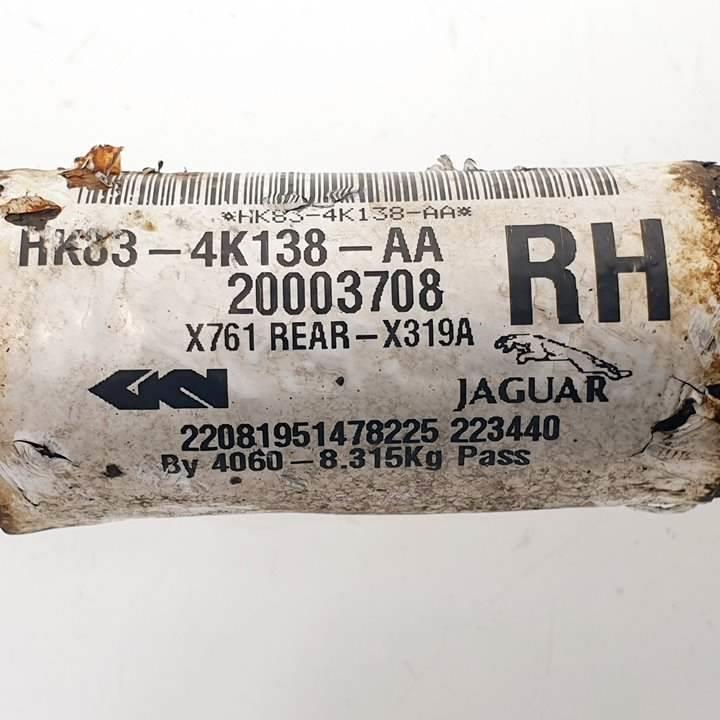 *HK83-4K138-AA*
HK83-4K138-AA
RH
20003708
X761 REAR-X319A
GKN
JAGUAR
22081951478225 223440
By 4060-8.315Kg Pass